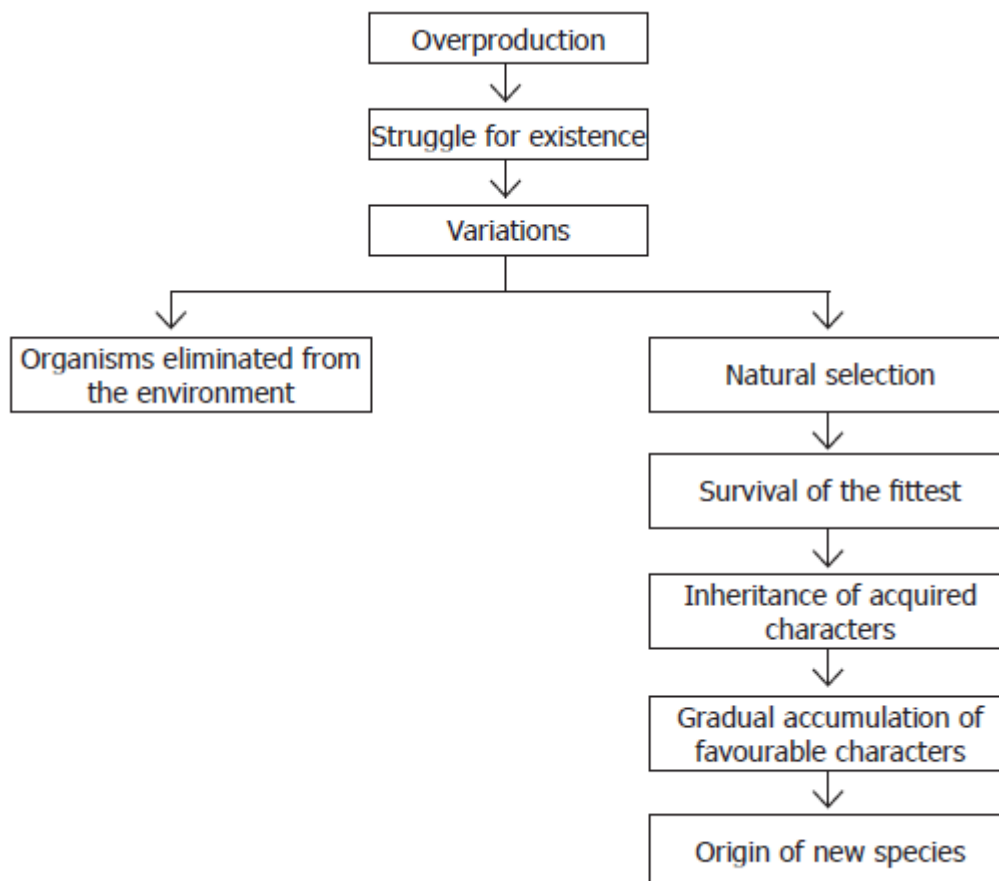 Overproduction
Struggle for existence
Variations
Organisms eliminated from
the environment
Natural selection
Survival of the fittest
Inheritance of acquired
characters
Gradual accumulation of
favourable characters
Origin of new species